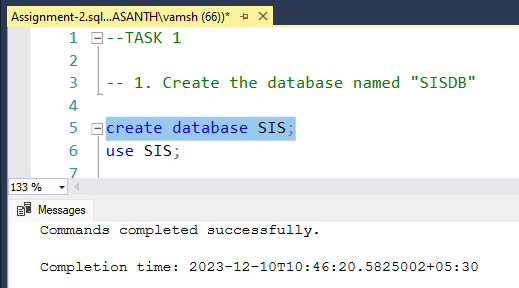 Assignment-2.sql...ASANTH\vamsh (66))*
1 --TASK 1
2
3 -- 1. Create the database named "SISDB"
4
5 create database SIS;
6 use SIS;
7
133 %
Messages
Commands completed successfully.
Completion time: 2023-12-10T10:46:20.5825002+05:30